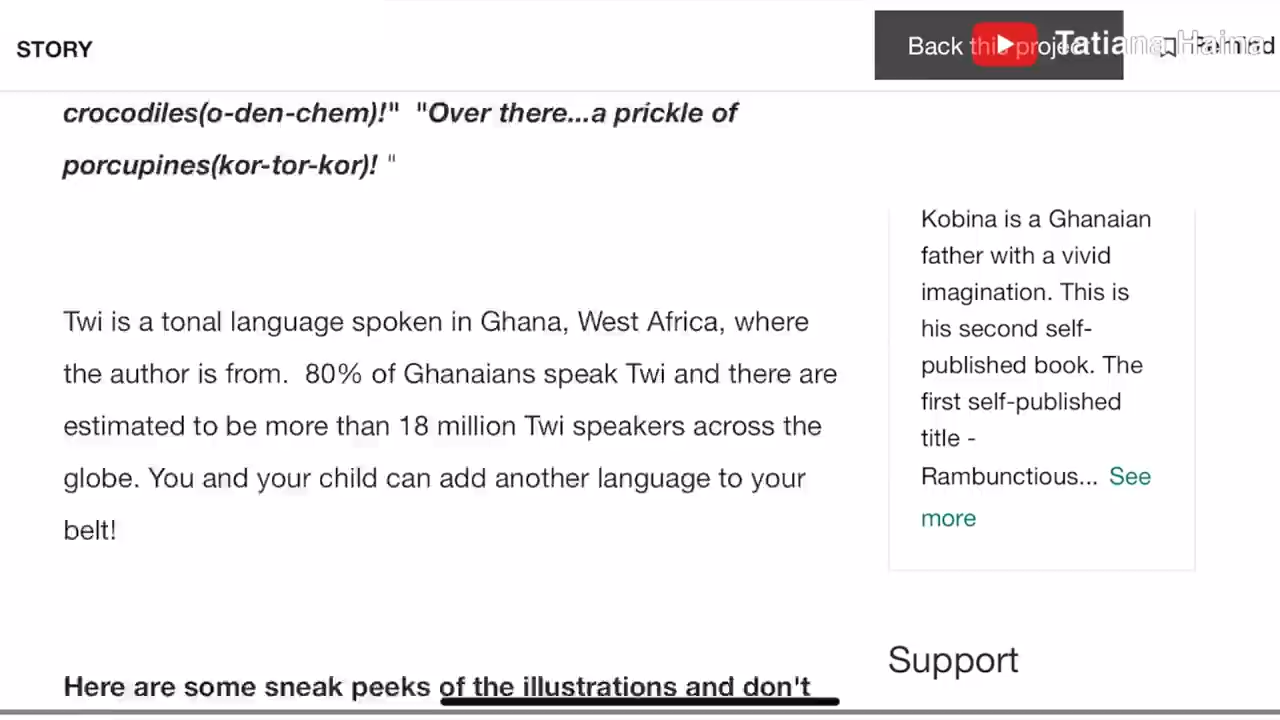 STORY
Back this project
Tatiana Haina
Remind
crocodiles(o-den-chem)!"  "Over there...a prickle of
porcupines(kor-tor-kor)! "
Twi is a tonal language spoken in Ghana, West Africa, where
the author is from.  80% of Ghanaians speak Twi and there are
estimated to be more than 18 million Twi speakers across the
globe. You and your child can add another language to your
belt!
Here are some sneak peeks of the illustrations and don't
Kobina is a Ghanaian
father with a vivid
imagination. This is
his second self-
published book. The
first self-published
title -
Rambunctious... See
more
Support